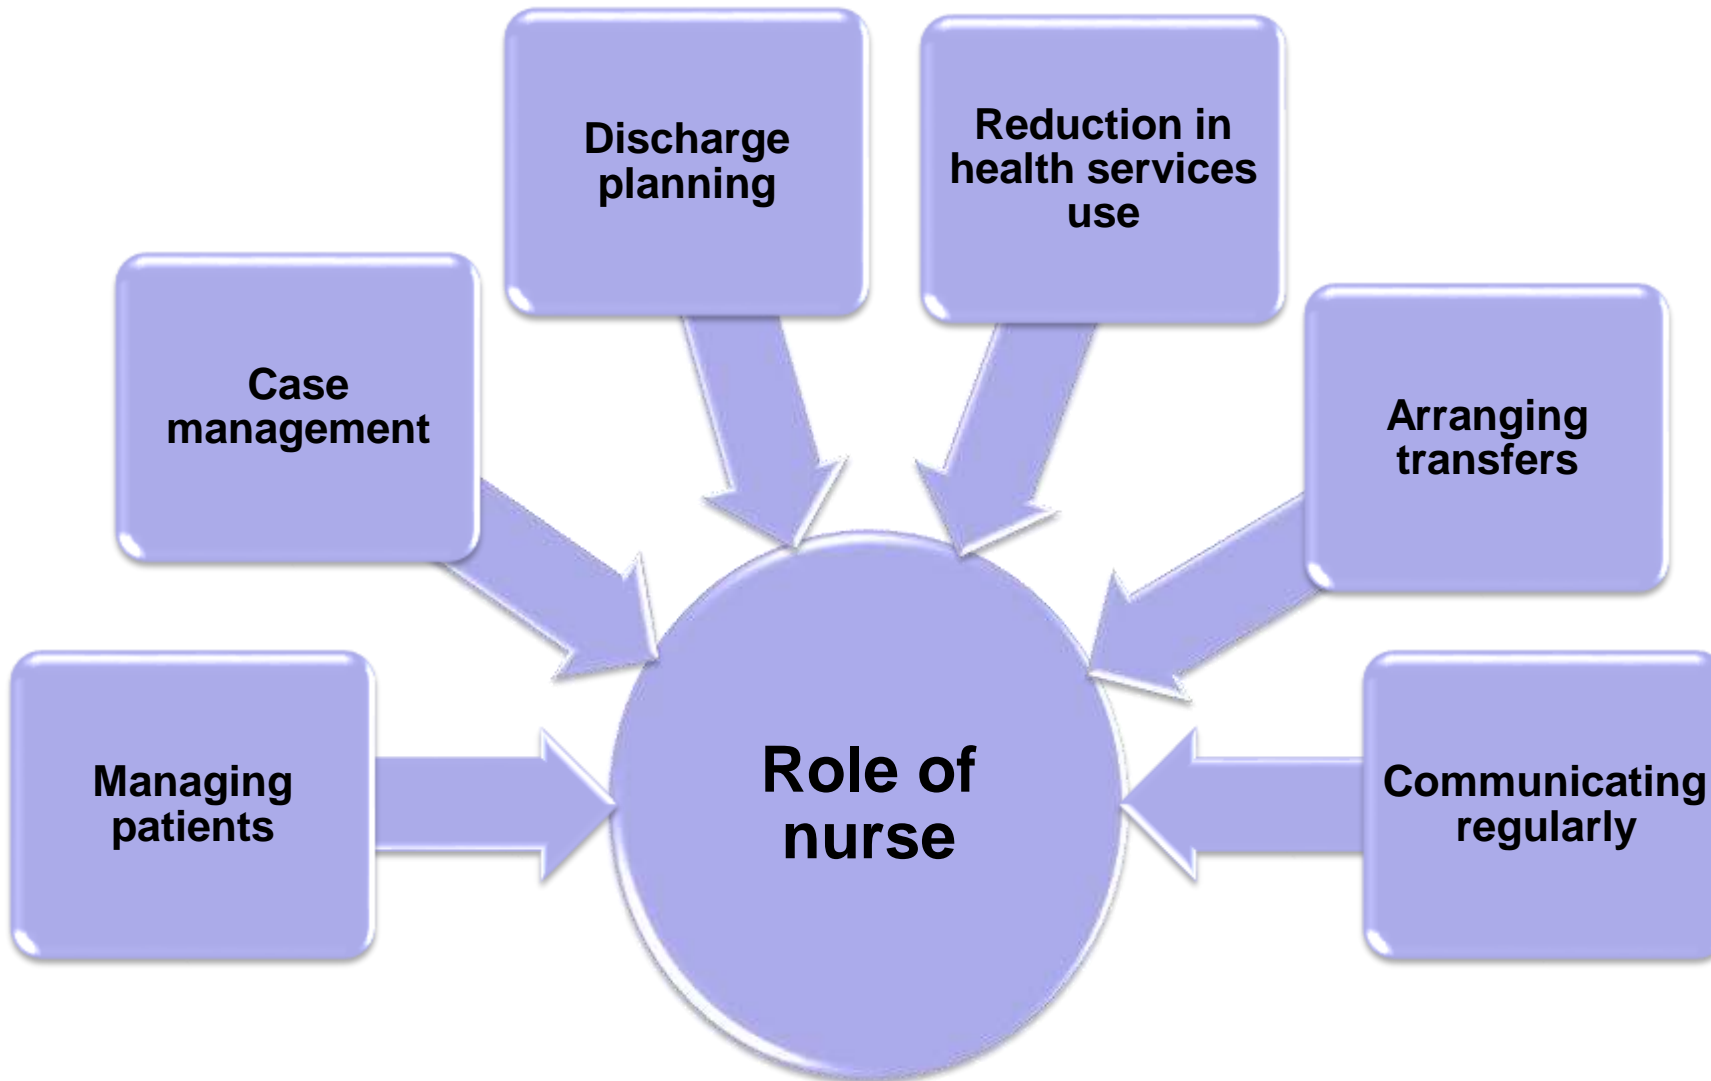 Discharge
planning
Reduction in
health services
use
Case
management
Arranging
transfers
Managing
patients
Role of
nurse
Communicating
regularly